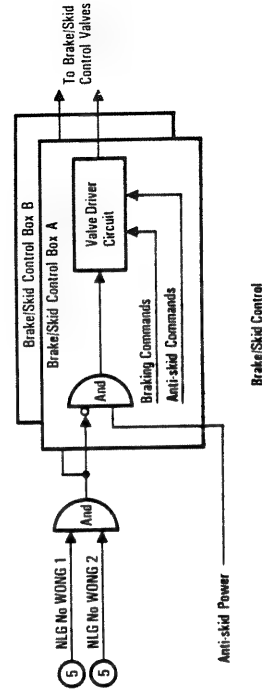 Brake/Skid Control Box B
Brake/Skid Control Box A
To Brake/Skid
Control Valves
5
NLG No WONG 1
5
NLG No WONG 2
And
And
Valve Driver
Circuit
Braking Commands
Anti-skid Commands
Anti-skid Power
Brake/Skid Control